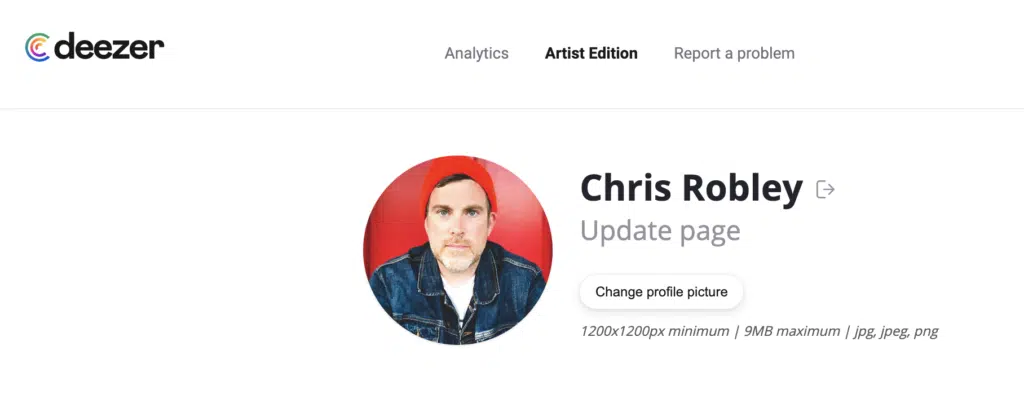 deezer
Analytics Artist Edition Report a problem
Chris Robley
Update page
Change profile picture
1200x1200px minimum | 9MB maximum | jpg, jpeg, png